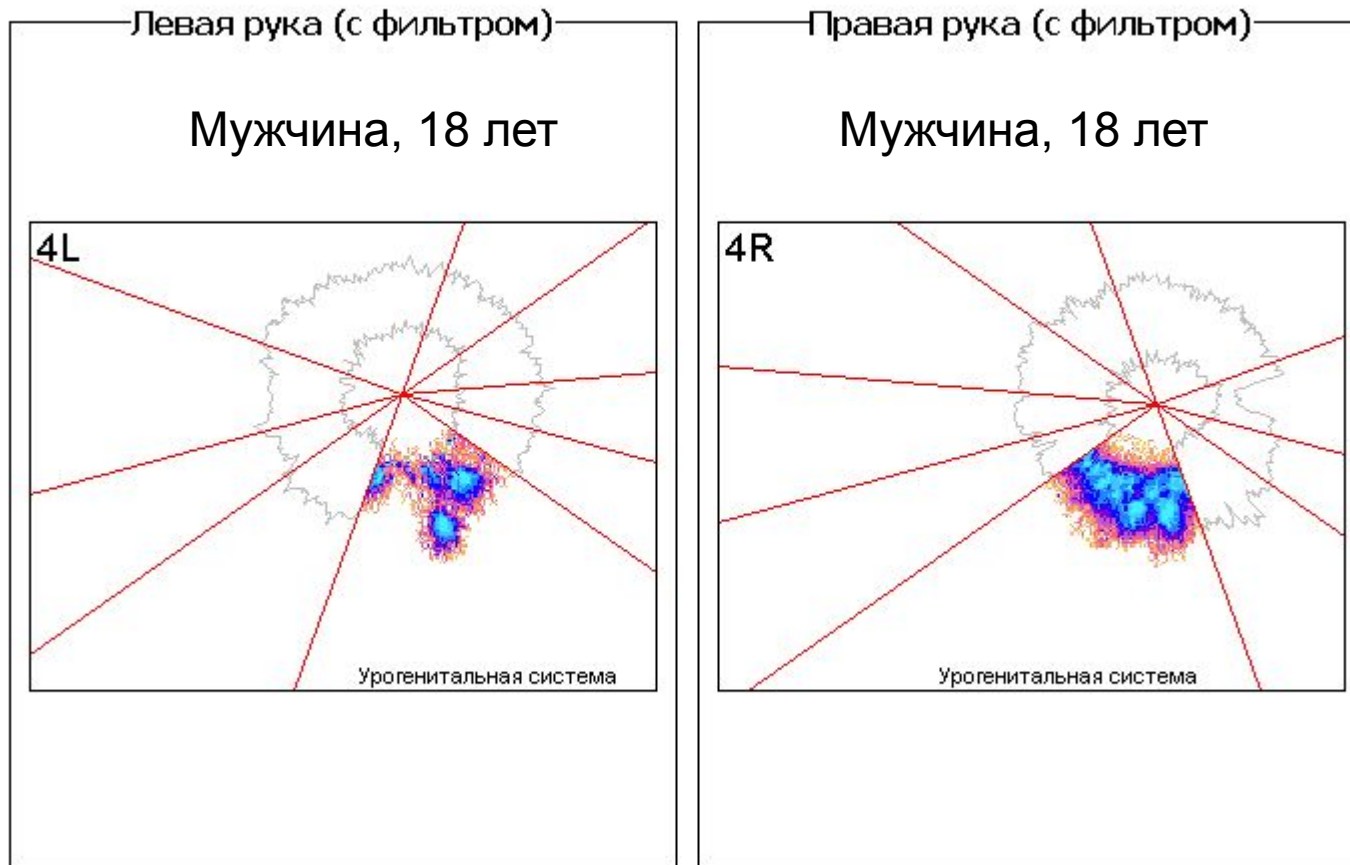 Левая рука (с фильтром)
Мужчина, 18 лет
4L
Урогенитальная система
Правая рука (с фильтром)
Мужчина, 18 лет
4R
Урогенитальная система